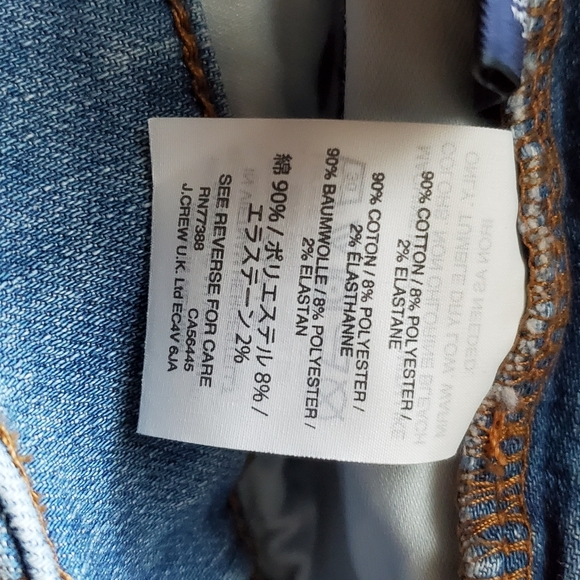 90% COTTON / 8% POLYESTER /
2% ELASTANE
90% COTON / 8% POLYESTER /
2% ELASTHANNE
90% BAUMWOLLE / 8% POLYESTER /
2% ELASTAN
綿 90% / ポリエステル 8% /
エラステーン 2%
SEE REVERSE FOR CARE
RN77388 CA56445
J.CREW U.K. Ltd EC4V 6JA